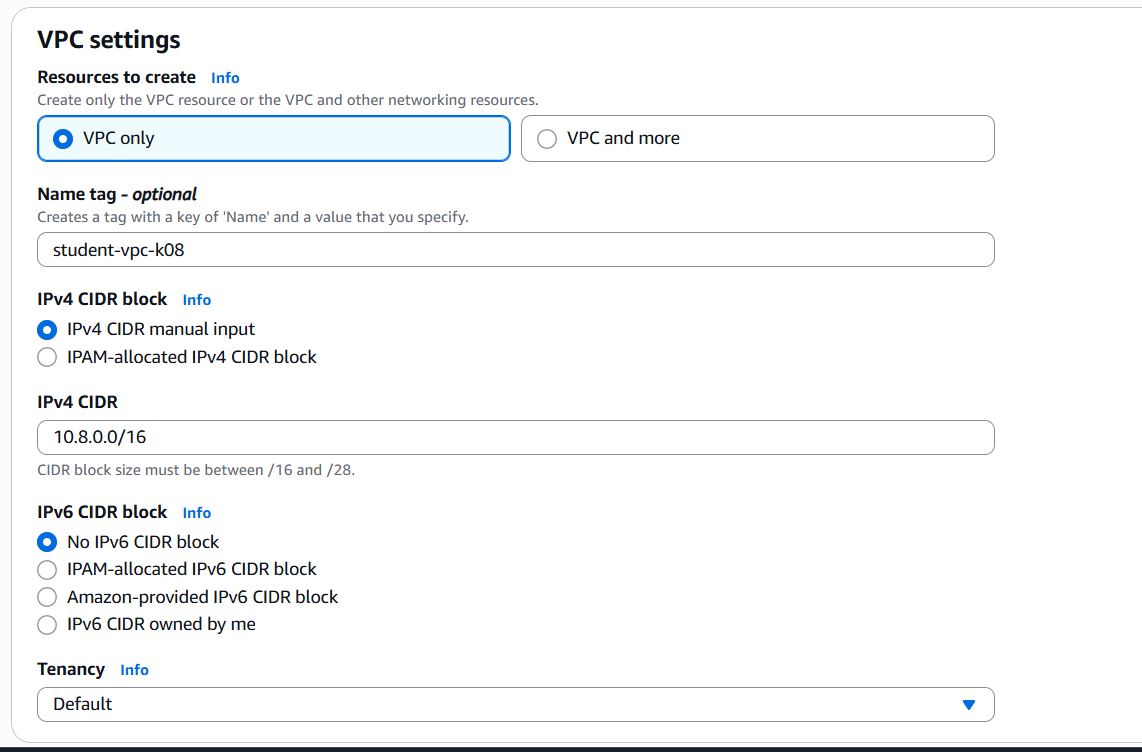 VPC settings
Resources to create Info
Create only the VPC resource or the VPC and other networking resources.
VPC only
VPC and more
Name tag - optional
Creates a tag with a key of 'Name' and a value that you specify.
student-vpc-k08
IPv4 CIDR block Info
IPv4 CIDR manual input
IPAM-allocated IPv4 CIDR block
IPv4 CIDR
10.8.0.0/16
CIDR block size must be between /16 and /28.
IPv6 CIDR block Info
No IPv6 CIDR block
IPAM-allocated IPv6 CIDR block
Amazon-provided IPv6 CIDR block
IPv6 CIDR owned by me
Tenancy Info
Default